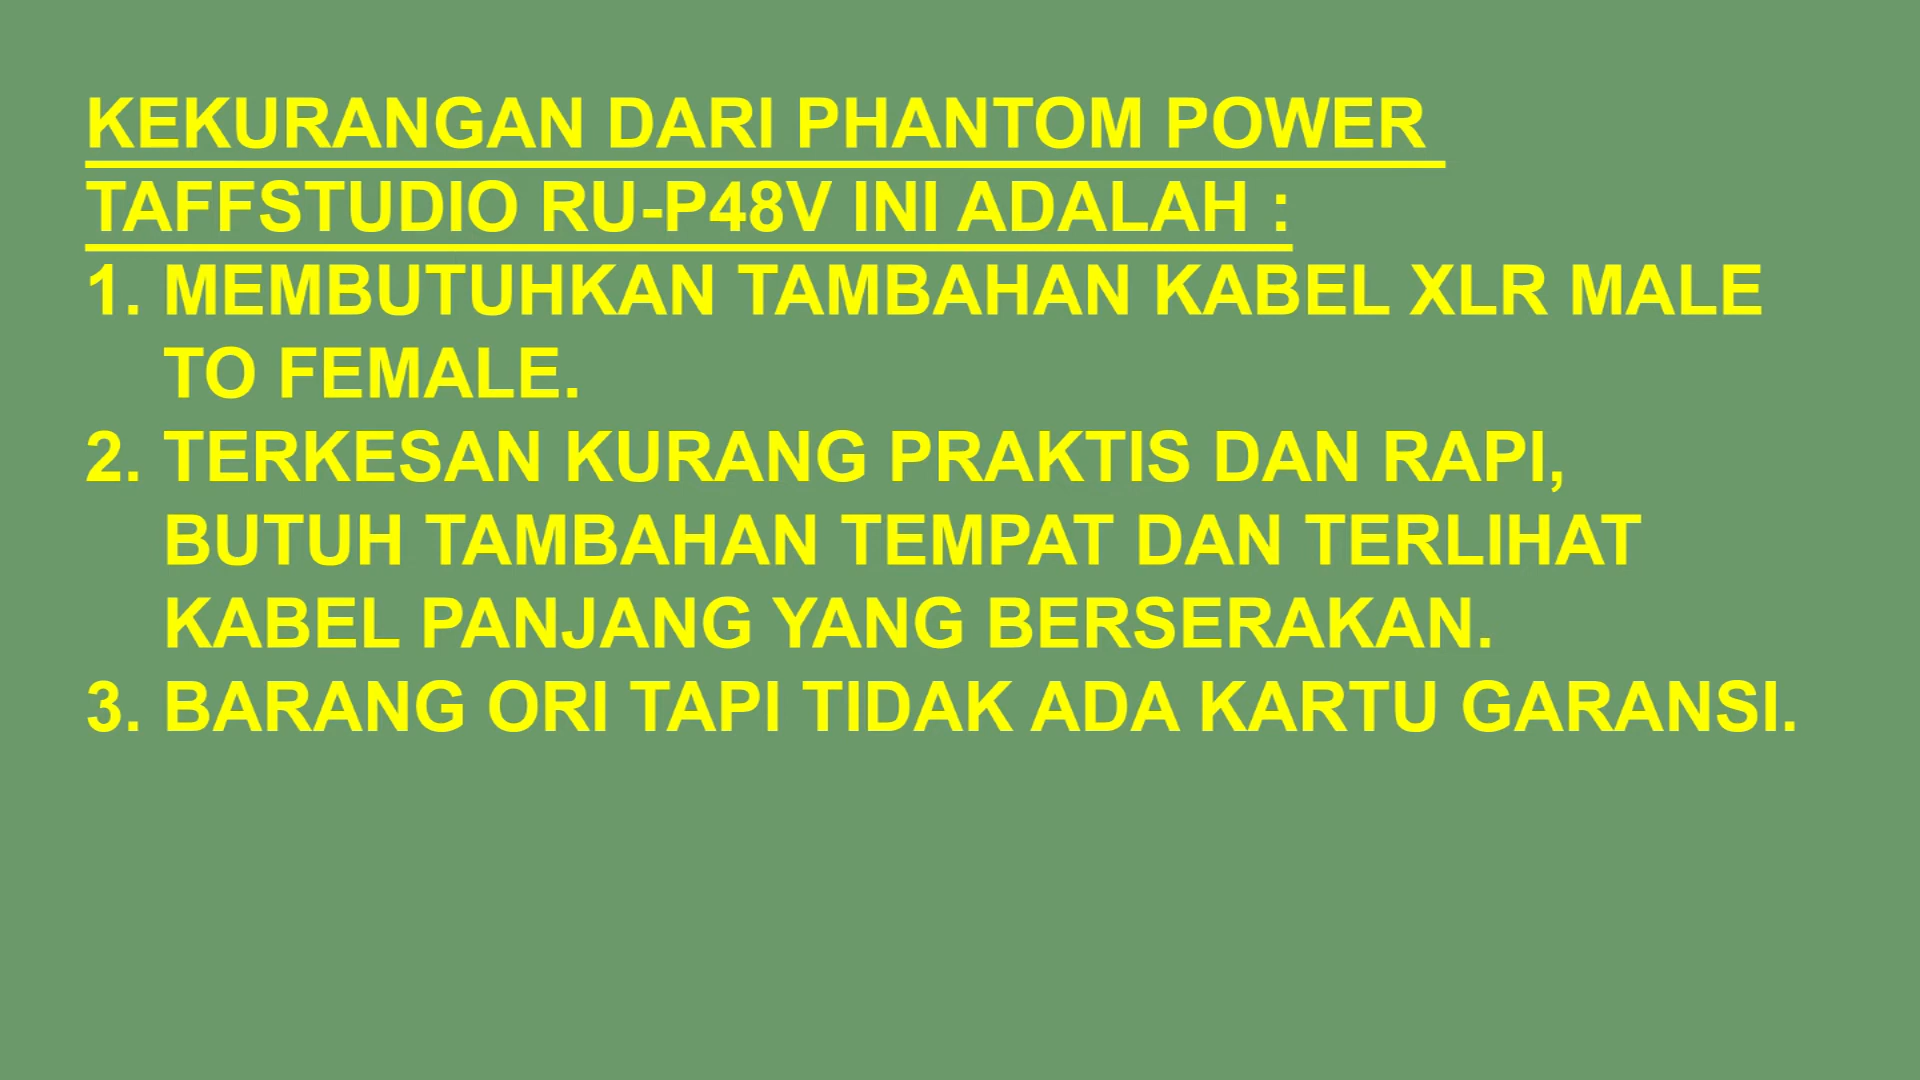 KEKURANGAN DARI PHANTOM POWER
TAFFSTUDIO RU-P48V INI ADALAH :
1. MEMBUTUHKAN TAMBAHAN KABEL XLR MALE
TO FEMALE.
2. TERKESAN KURANG PRAKTIS DAN RAPI,
BUTUH TAMBAHAN TEMPAT DAN TERLIHAT
KABEL PANJANG YANG BERSERAKAN.
3. BARANG ORI TAPI TIDAK ADA KARTU GARANSI.